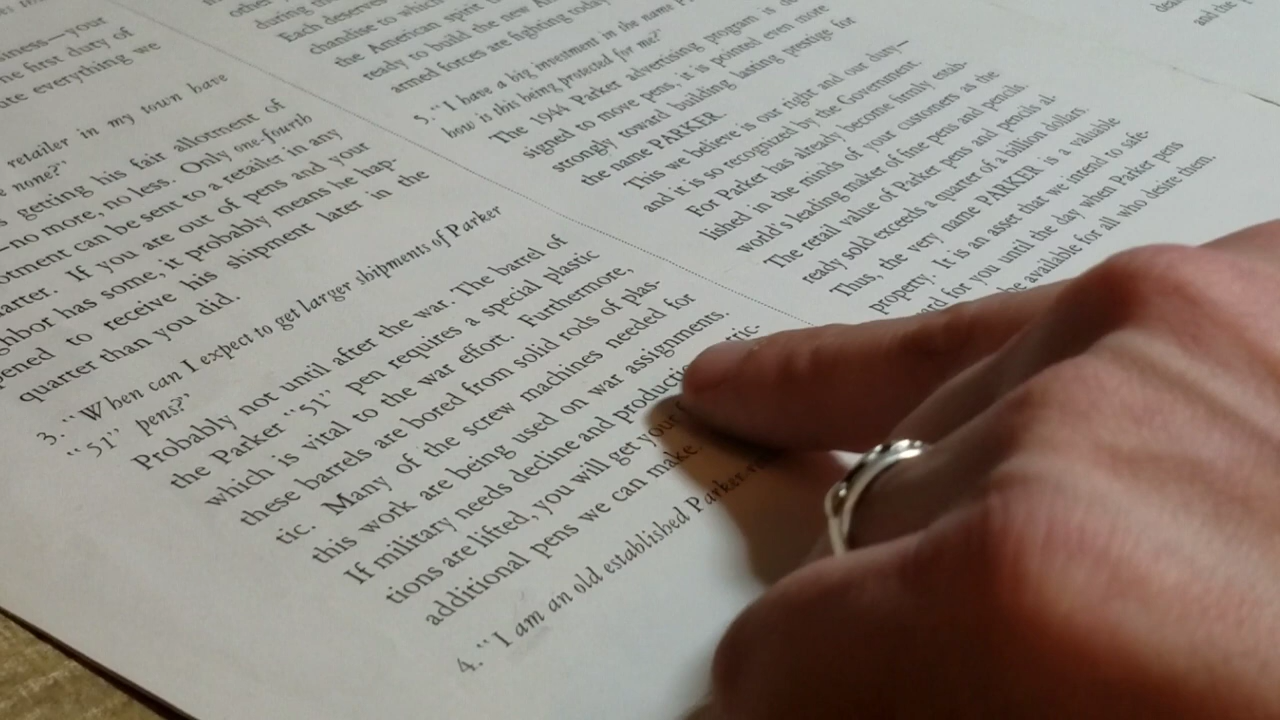 ness—your
first duty of
everything we
retailer in my town have
none?"
getting his fair allotment of
—no more, no less. Only one-fourth
can be sent to a retailer in any
If you are out of pens and your
has some, it probably means he hap-
to receive his shipment later in the
quarter than you did.
3. "When can I expect to get larger shipments of Parker
"51" pens?"
Probably not until after the war. The barrel of
the Parker "51" pen requires a special plastic
which is vital to the war effort. Furthermore,
these barrels are bored from solid rods of plas-
tic. Many of the screw machines needed for
this work are being used on war assignments.
If military needs decline and
tions are lifted, you will get your
additional pens we can make
4. "I am an old established Parker
other
during
Each deserves
chandise to which
the American spirit
ready to build the new
armed forces are fighting today
5. "I have a big investment in the name
how is this being protected for me?"
The 1944 Parker advertising program is
signed to move pens, it is pointed even more
strongly toward building lasting prestige for
the name PARKER.
This we believe is our right and our duty—
and it is so recognized by the Government.
For Parker has already become firmly estab-
lished in the minds of your customers as the
world's leading maker of fine pens and pencils
The retail value of Parker pens and pencils al
ready sold exceeds a quarter of a billion dollars.
Thus, the very name PARKER is a valuable
property. It is an asset that we intend to safe-
for you until the day when Parker pens
be available for all who desire them.
and the